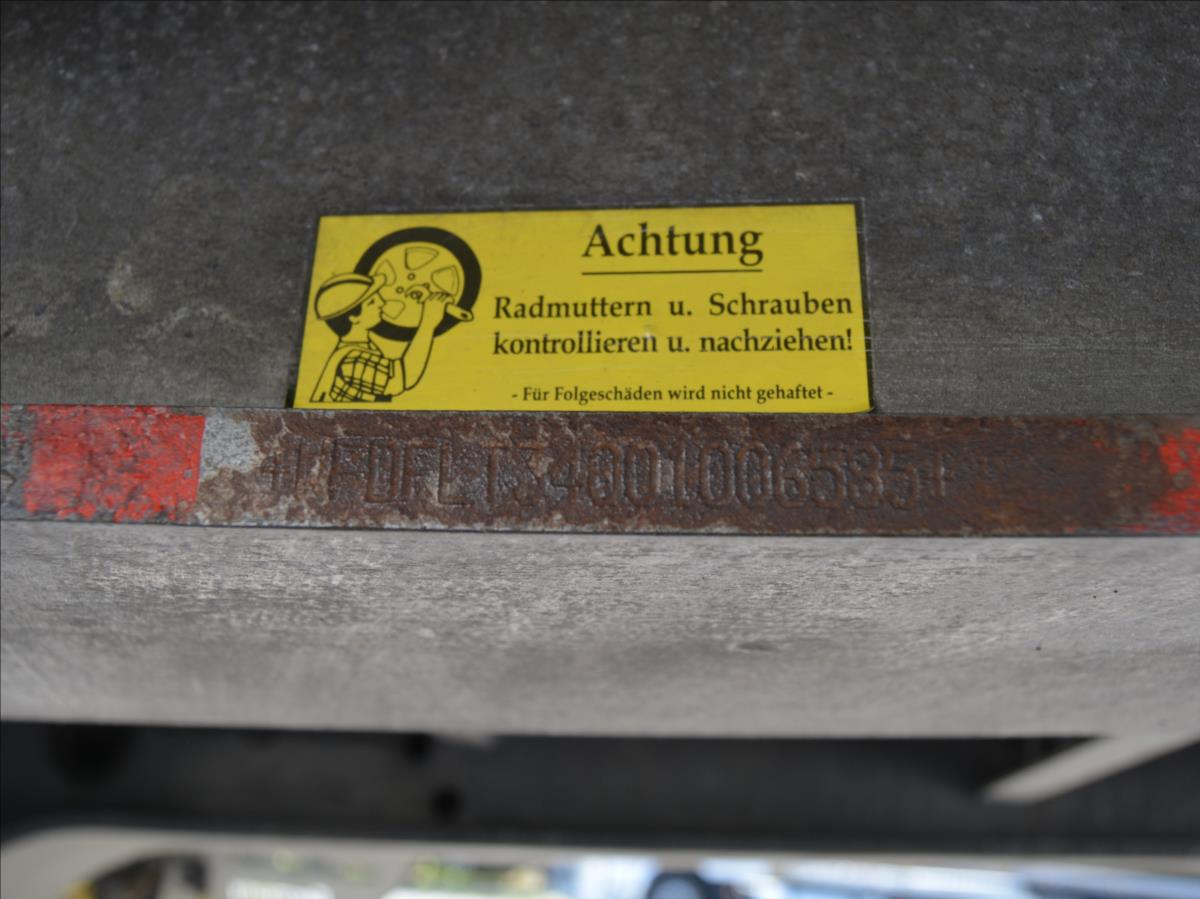 Achtung
Radmuttern u. Schrauben
kontrollieren u. nachziehen!
- Für Folgeschäden wird nicht gehaftet -